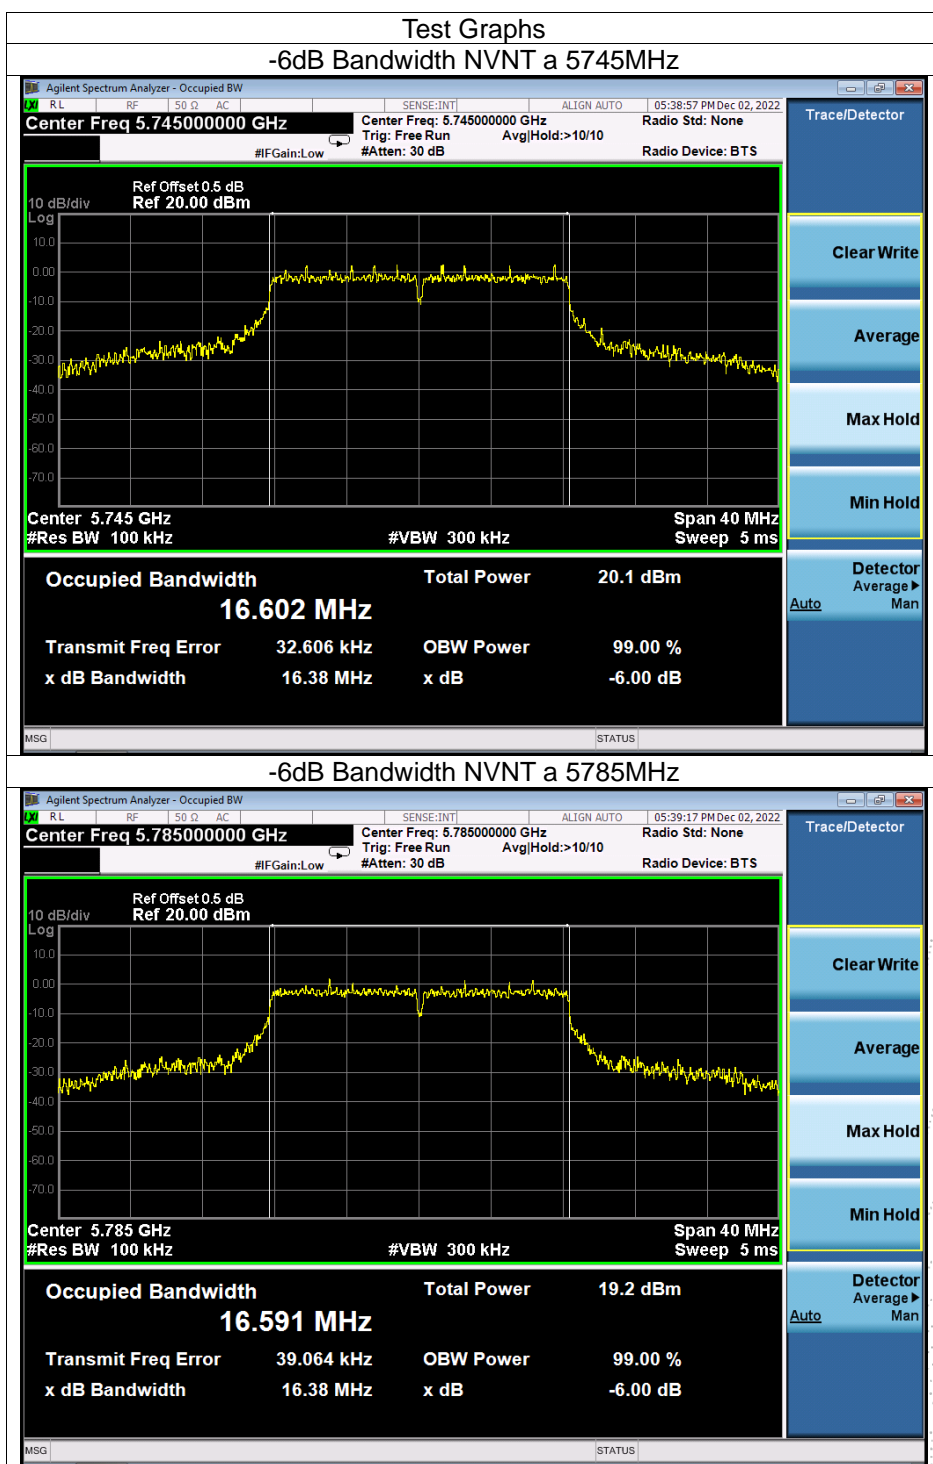 Test Graphs
-6dB Bandwidth NVNT a 5745MHz
Agilent Spectrum Analyzer - Occupied BW
LXI RL RF 50 Ω AC SENSE:INT ALIGN AUTO 05:38:57 PM Dec 02, 2022
Center Freq 5.745000000 GHz
Center Freq: 5.745000000 GHz
Radio Std: None
Trig: Free Run Avg|Hold:>10/10
#IFGain:Low #Atten: 30 dB Radio Device: BTS
Trace/Detector
Ref Offset 0.5 dB
10 dB/div Ref 20.00 dBm
Log
10.0
0.00
-10.0
-20.0
-30.0
-40.0
-50.0
-60.0
-70.0
Center 5.745 GHz Span 40 MHz
#Res BW 100 kHz #VBW 300 kHz Sweep 5 ms
Clear Write
Average
Max Hold
Min Hold
Detector
Average▶
Auto Man
Occupied Bandwidth Total Power 20.1 dBm
16.602 MHz
Transmit Freq Error 32.606 kHz OBW Power 99.00 %
x dB Bandwidth 16.38 MHz x dB -6.00 dB
MSG STATUS
-6dB Bandwidth NVNT a 5785MHz
Agilent Spectrum Analyzer - Occupied BW
LXI RL RF 50 Ω AC SENSE:INT ALIGN AUTO 05:39:17 PM Dec 02, 2022
Center Freq 5.785000000 GHz
Center Freq: 5.785000000 GHz
Radio Std: None
Trig: Free Run Avg|Hold:>10/10
#IFGain:Low #Atten: 30 dB Radio Device: BTS
Trace/Detector
Ref Offset 0.5 dB
10 dB/div Ref 20.00 dBm
Log
10.0
0.00
-10.0
-20.0
-30.0
-40.0
-50.0
-60.0
-70.0
Center 5.785 GHz Span 40 MHz
#Res BW 100 kHz #VBW 300 kHz Sweep 5 ms
Clear Write
Average
Max Hold
Min Hold
Detector
Average▶
Auto Man
Occupied Bandwidth Total Power 19.2 dBm
16.591 MHz
Transmit Freq Error 39.064 kHz OBW Power 99.00 %
x dB Bandwidth 16.38 MHz x dB -6.00 dB
MSG STATUS